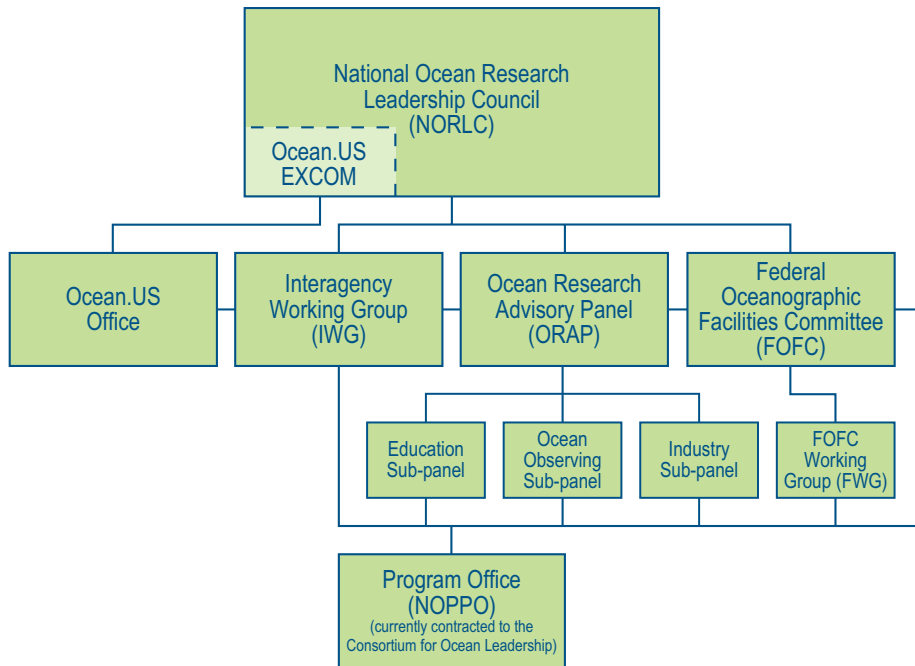 National Ocean Research
Leadership Council
(NORLC)
Ocean.US
EXCOM
Ocean.US
Office
Interagency
Working Group
(IWG)
Ocean Research
Advisory Panel
(ORAP)
Federal
Oceanographic
Facilities Committee
(FOFC)
Education
Sub-panel
Ocean
Observing
Sub-panel
Industry
Sub-panel
FOFC
Working
Group (FWG)
Program Office
(NOPPO)
(currently contracted to the
Consortium for Ocean Leadership)